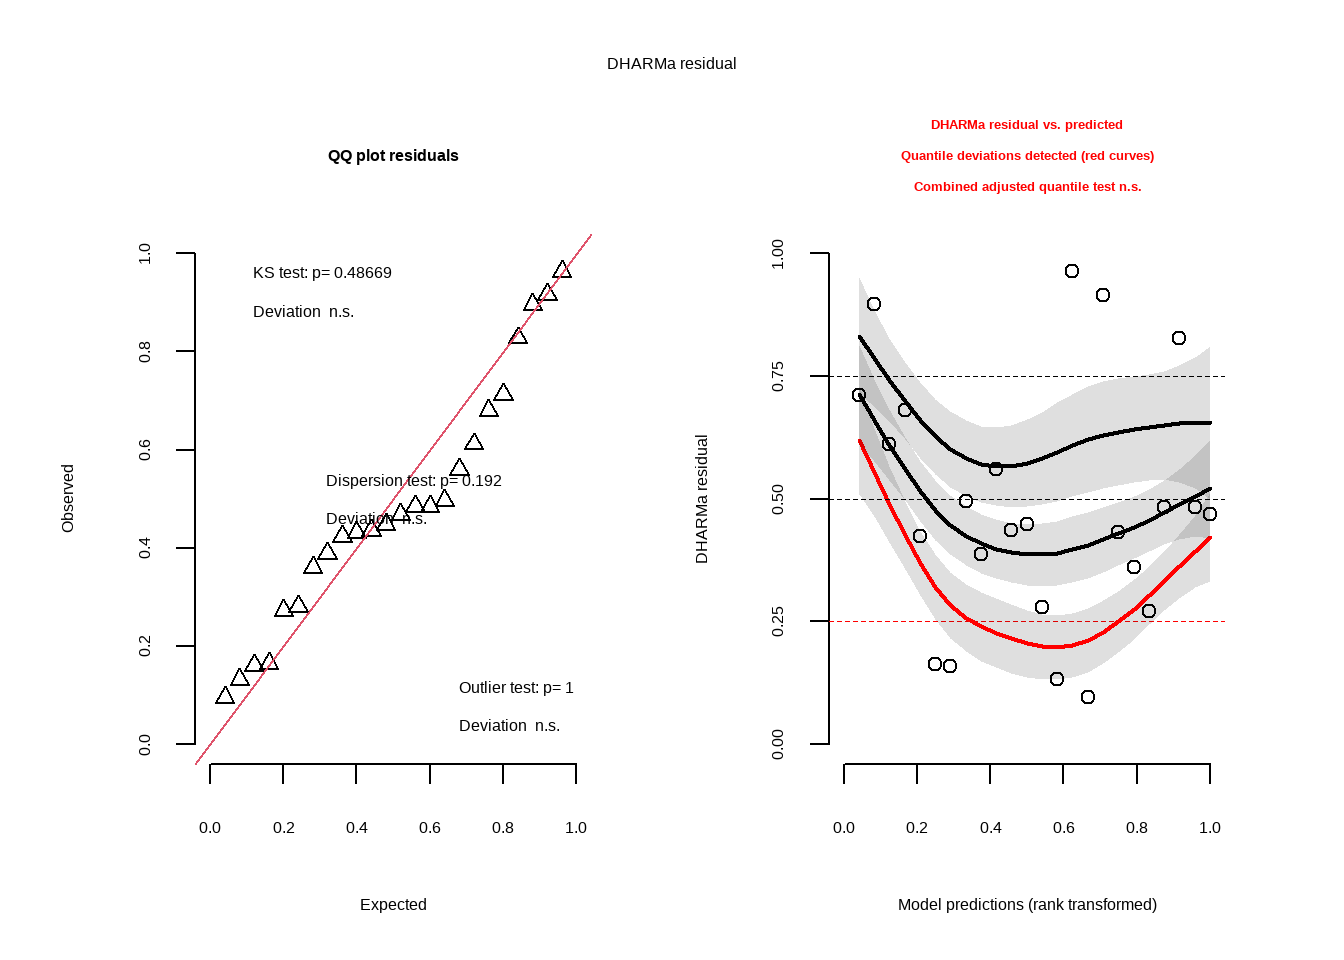 DHARMa residual
QQ plot residuals
KS test: p= 0.48669
Deviation  n.s.
Dispersion test: p= 0.192
Deviation  n.s.
Outlier test: p= 1
Deviation  n.s.
Observed
0.0 0.2 0.4 0.6 0.8 1.0
0.0 0.2 0.4 0.6 0.8 1.0
Expected
DHARMa residual vs. predicted
Quantile deviations detected (red curves)
Combined adjusted quantile test n.s.
DHARMa residual
0.00 0.25 0.50 0.75 1.00
0.0 0.2 0.4 0.6 0.8 1.0
Model predictions (rank transformed)